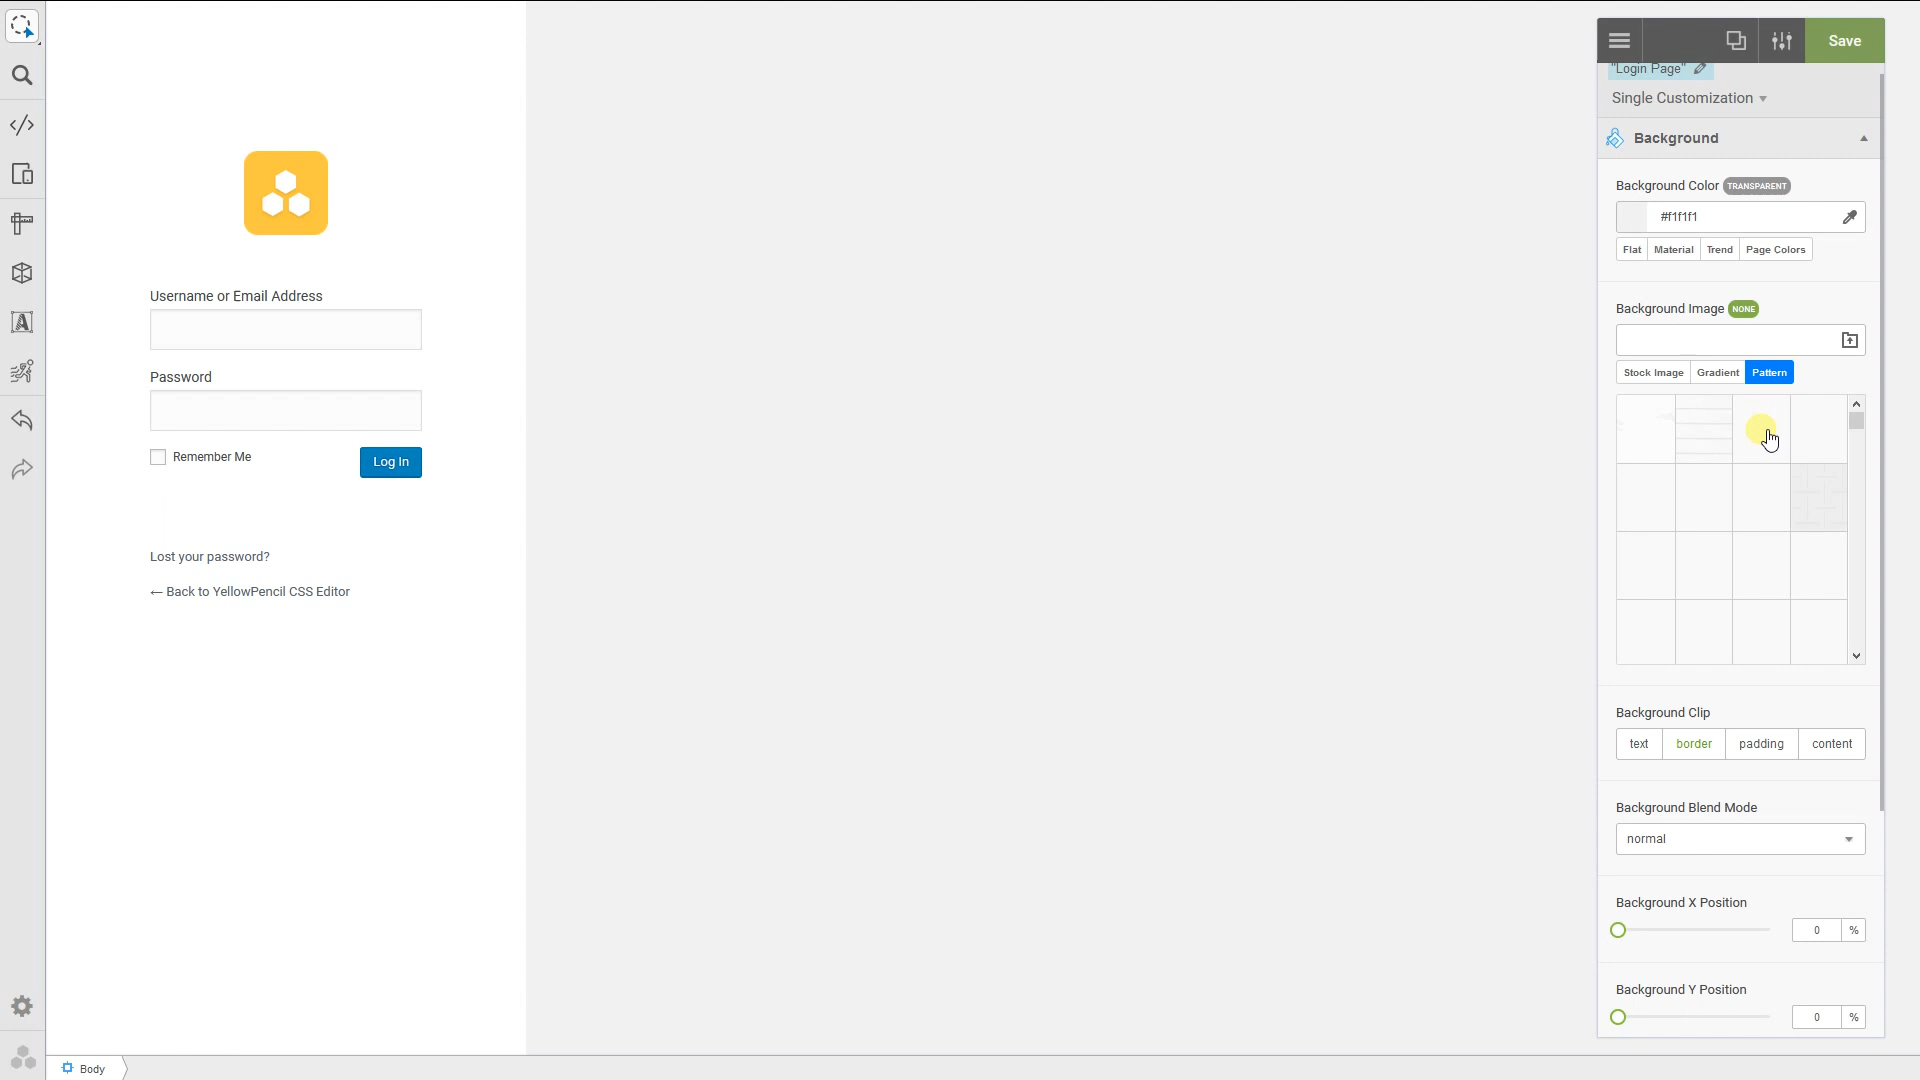 Save
"Login Page"
Single Customization
Background
Background Color TRANSPARENT
#f1f1f1
Flat Material Trend Page Colors
Background Image NONE
Stock Image Gradient Pattern
Background Clip
text border padding content
Background Blend Mode
normal
Background X Position
0 %
Background Y Position
0 %
Username or Email Address
Password
Remember Me
Log In
Lost your password?
← Back to YellowPencil CSS Editor
Body